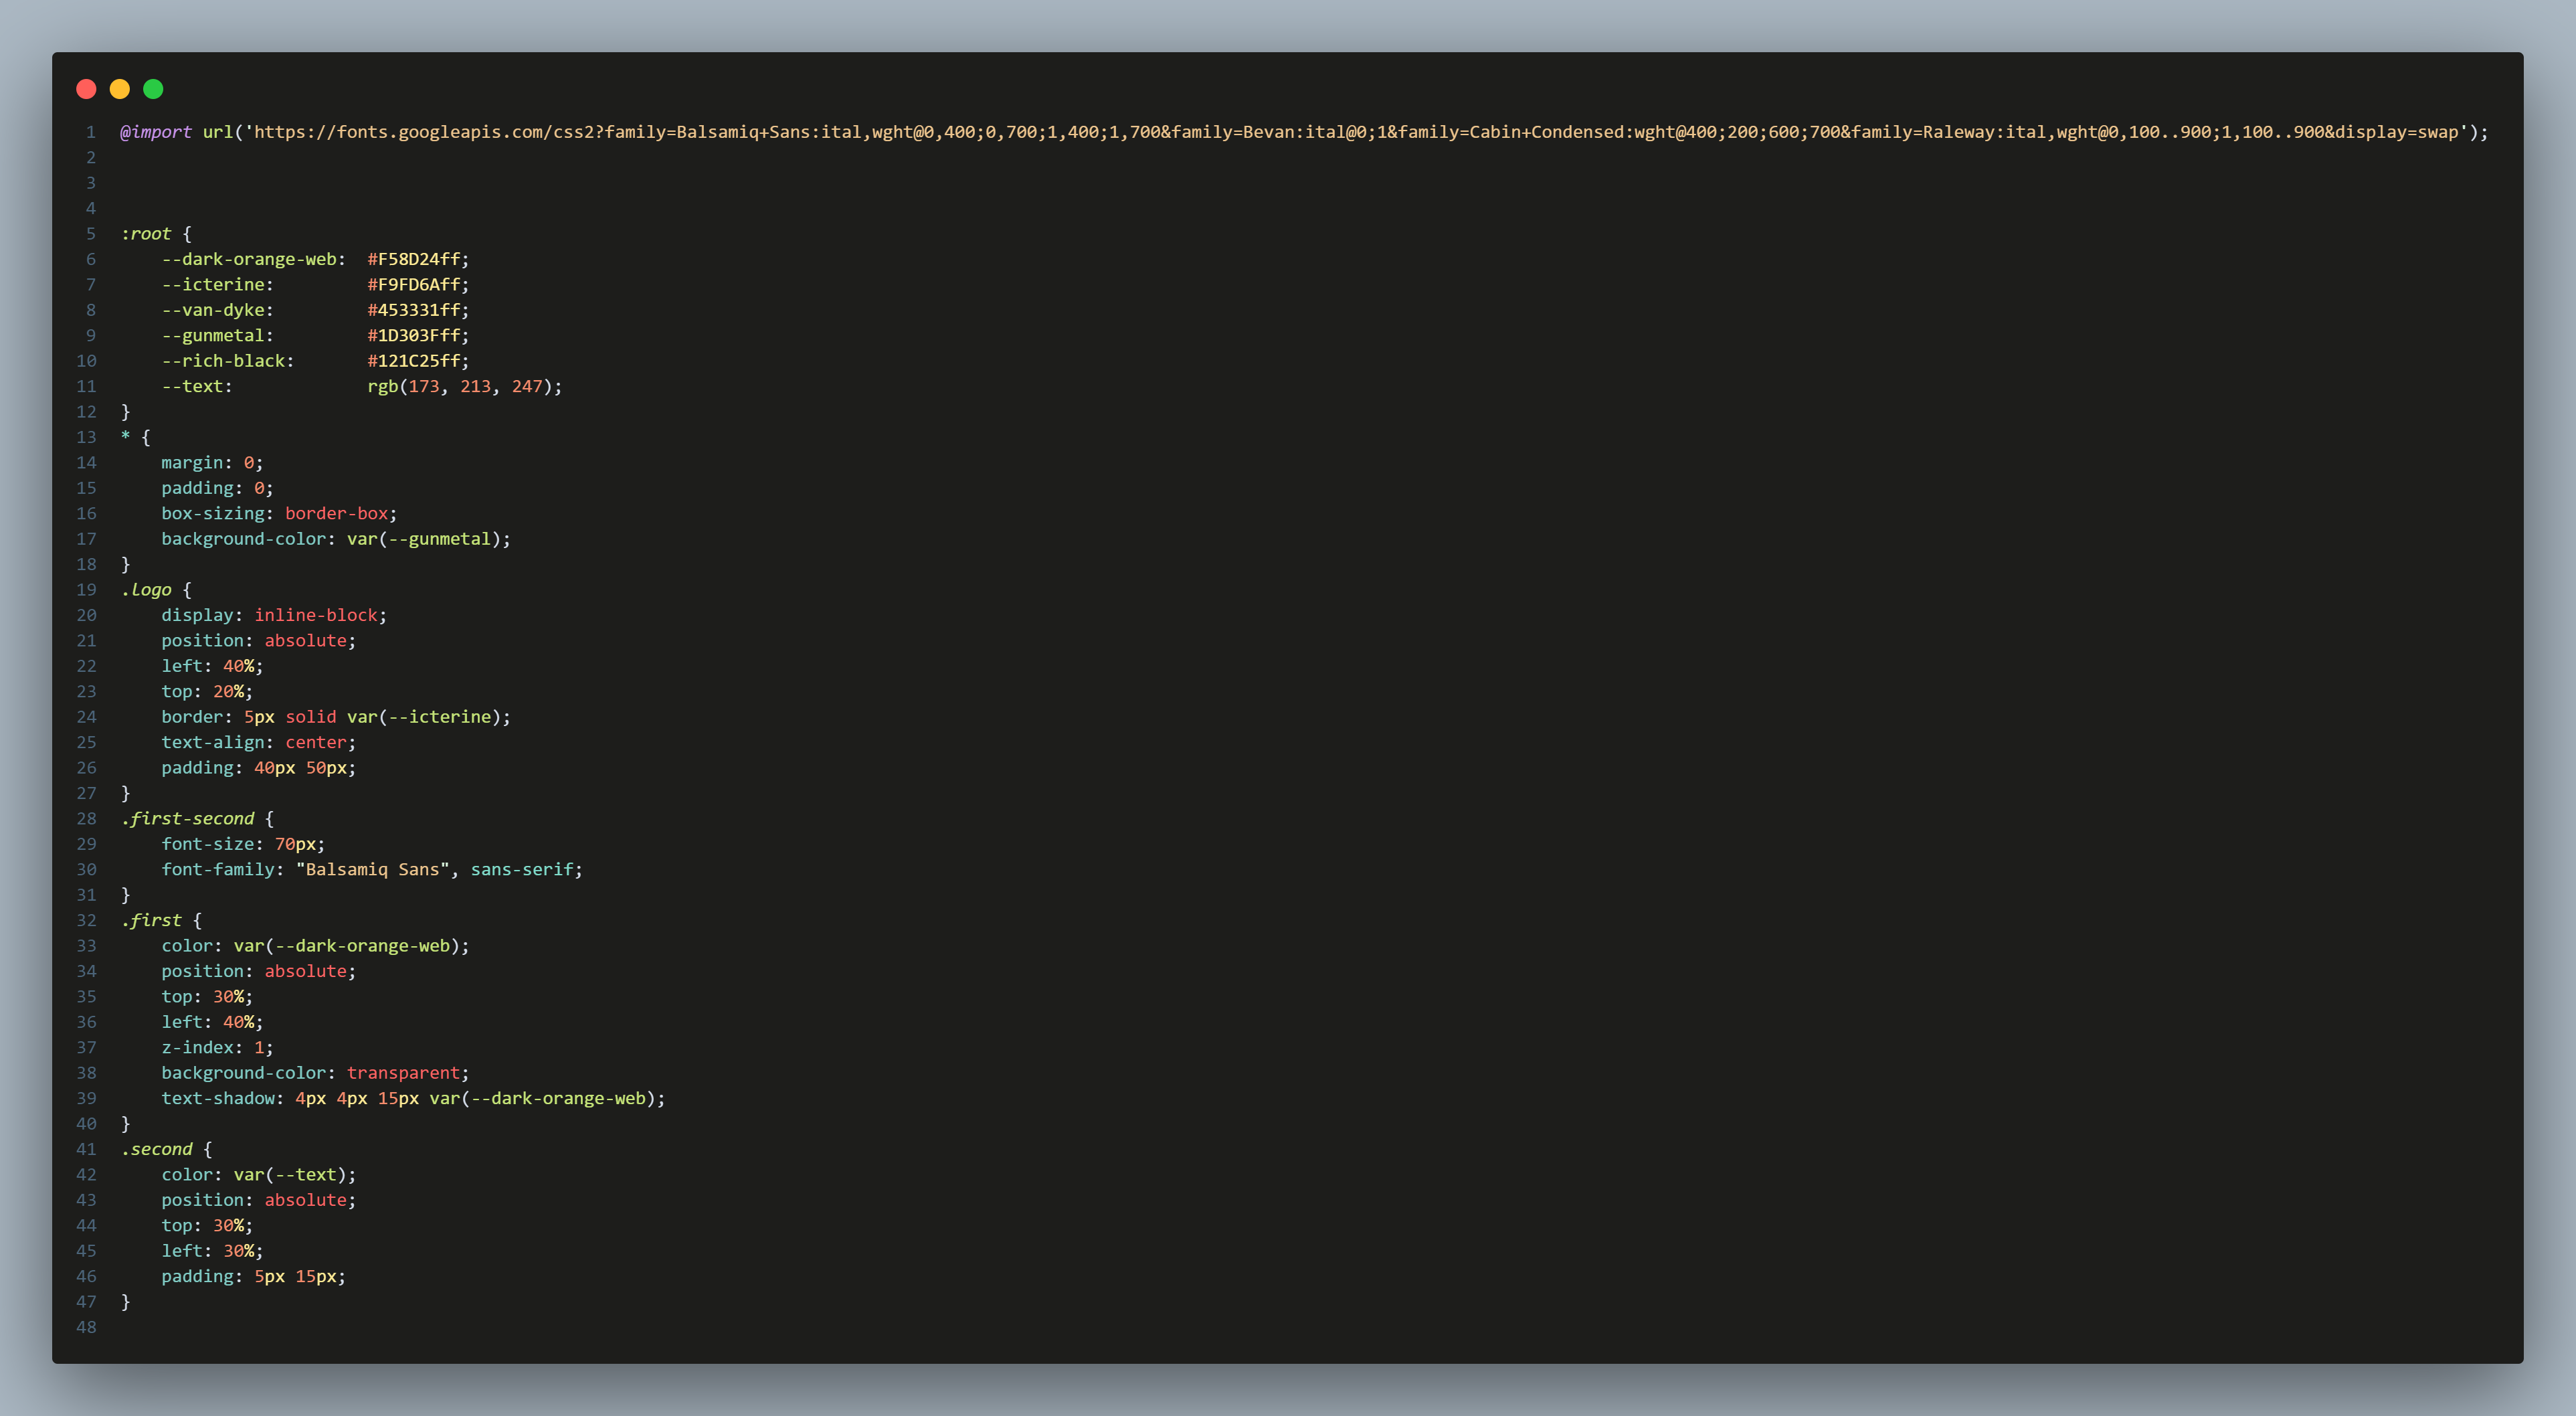 1 @import url('https://fonts.googleapis.com/css2?family=Balsamiq+Sans:ital,wght@0,400;0,700;1,400;1,700&family=Bevan:ital@0;1&family=Cabin+Condensed:wght@400;200;600;700&family=Raleway:ital,wght@0,100..900;1,100..900&display=swap');
2
3
4
5 :root {
6     --dark-orange-web:  #F58D24ff;
7     --icterine:         #F9FD6Aff;
8     --van-dyke:         #453331ff;
9     --gunmetal:         #1D303Fff;
10     --rich-black:       #121C25ff;
11     --text:             rgb(173, 213, 247);
12 }
13 * {
14     margin: 0;
15     padding: 0;
16     box-sizing: border-box;
17     background-color: var(--gunmetal);
18 }
19 .logo {
20     display: inline-block;
21     position: absolute;
22     left: 40%;
23     top: 20%;
24     border: 5px solid var(--icterine);
25     text-align: center;
26     padding: 40px 50px;
27 }
28 .first-second {
29     font-size: 70px;
30     font-family: "Balsamiq Sans", sans-serif;
31 }
32 .first {
33     color: var(--dark-orange-web);
34     position: absolute;
35     top: 30%;
36     left: 40%;
37     z-index: 1;
38     background-color: transparent;
39     text-shadow: 4px 4px 15px var(--dark-orange-web);
40 }
41 .second {
42     color: var(--text);
43     position: absolute;
44     top: 30%;
45     left: 30%;
46     padding: 5px 15px;
47 }
48